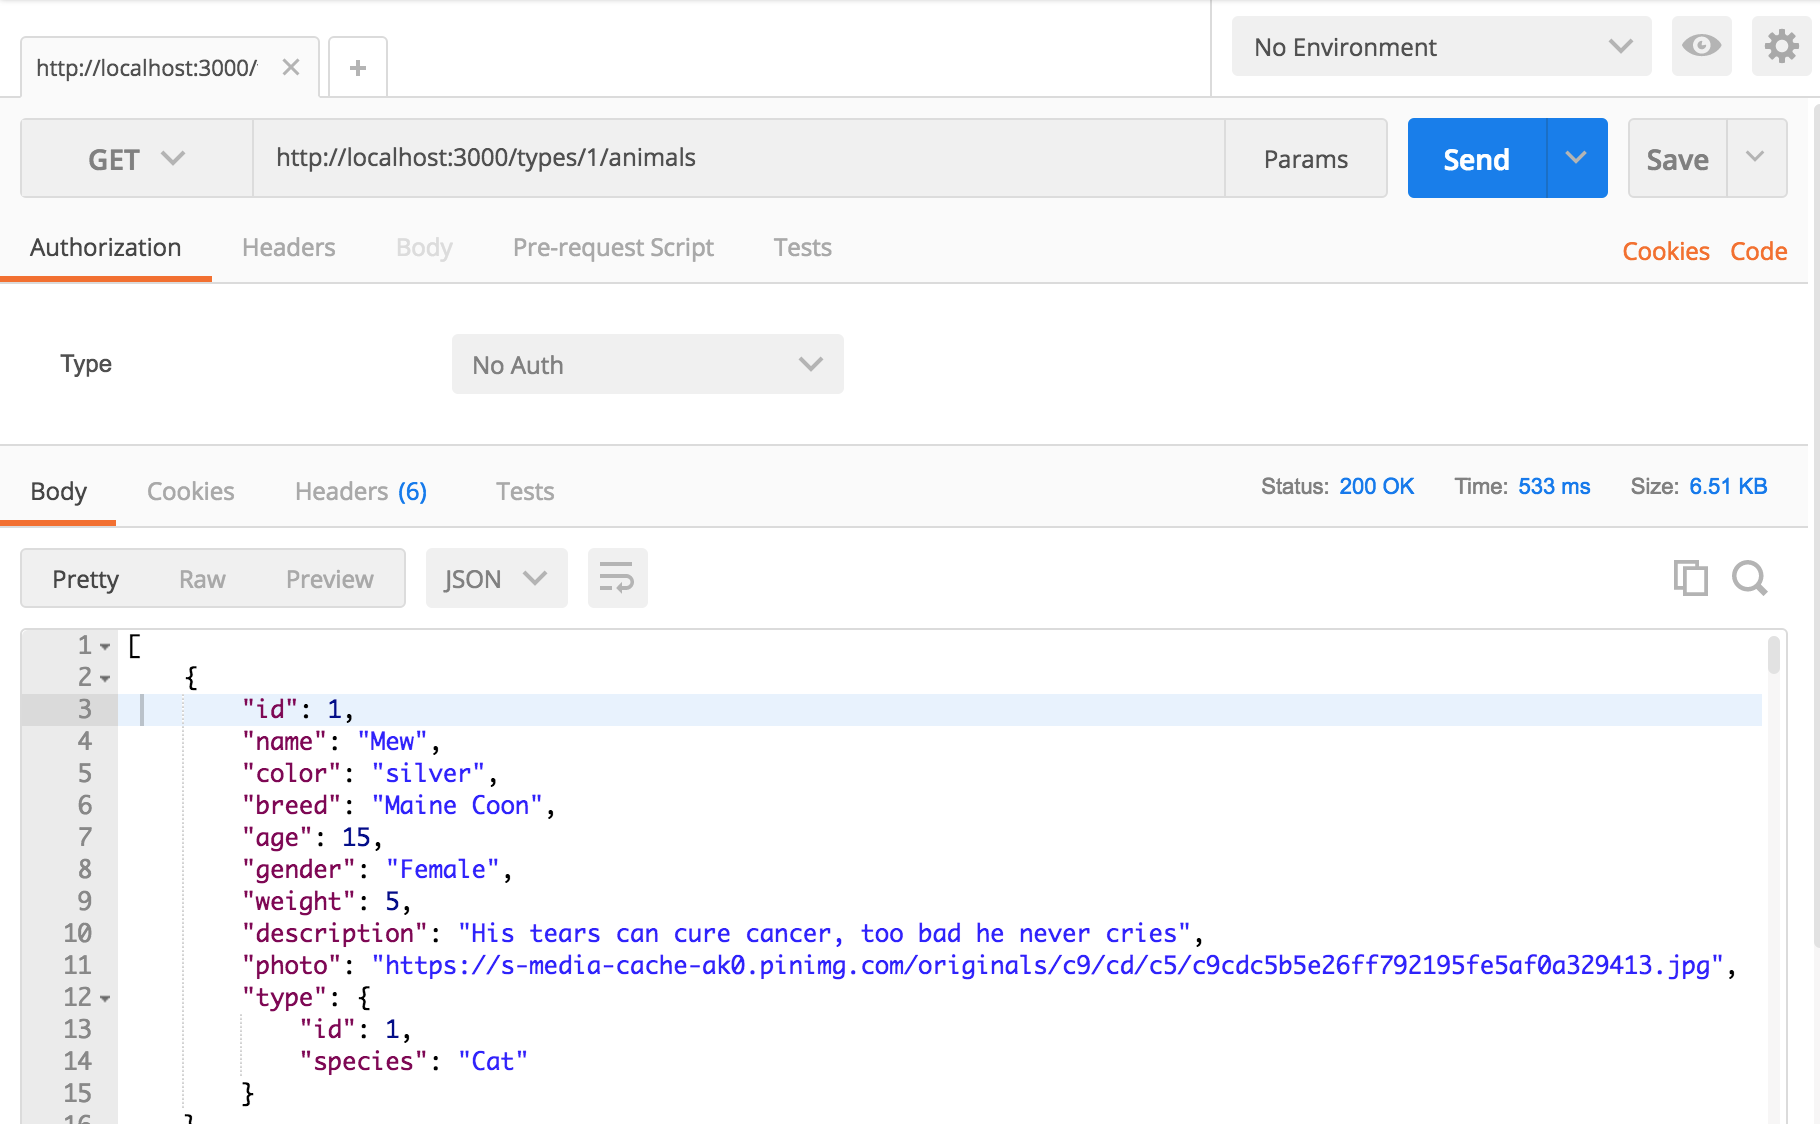 http://localhost:3000/
No Environment
GET http://localhost:3000/types/1/animals Params Send Save
Authorization Headers Body Pre-request Script Tests Cookies Code
Type No Auth
Body Cookies Headers (6) Tests Status: 200 OK Time: 533 ms Size: 6.51 KB
Pretty Raw Preview JSON
1 [
2 {
3 "id": 1,
4 "name": "Mew",
5 "color": "silver",
6 "breed": "Maine Coon",
7 "age": 15,
8 "gender": "Female",
9 "weight": 5,
10 "description": "His tears can cure cancer, too bad he never cries",
11 "photo": "https://s-media-cache-ak0.pinimg.com/originals/c9/cd/c5/c9cdc5b5e26ff792195fe5af0a329413.jpg",
12 "type": {
13 "id": 1,
14 "species": "Cat"
15 }
16 }